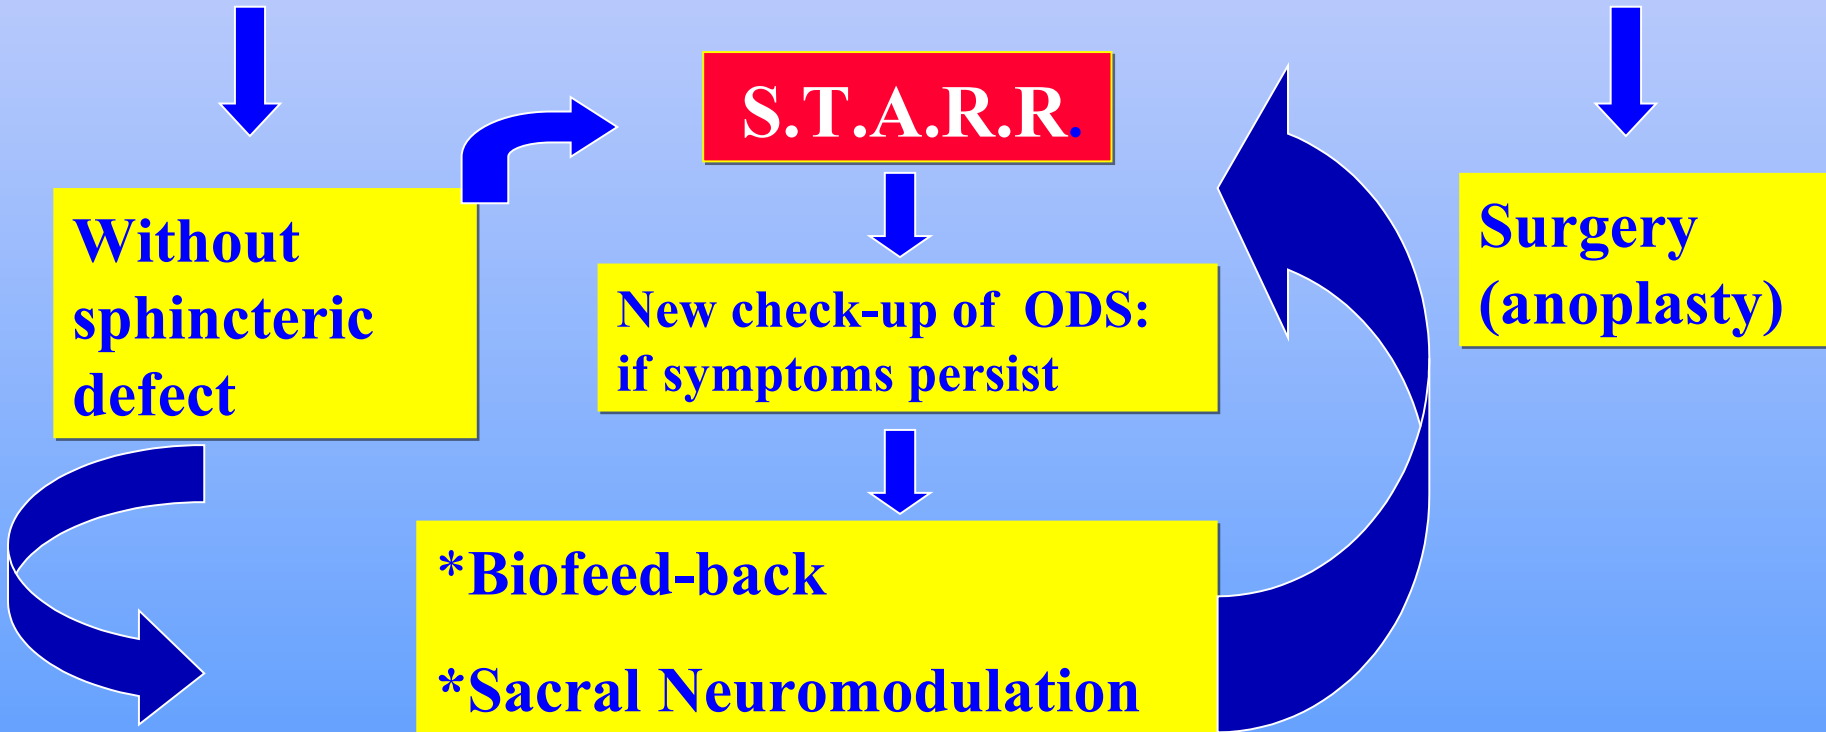 S.T.A.R.R.
Without
sphincteric
defect
New check-up of ODS:
if symptoms persist
Surgery
(anoplasty)
*Biofeed-back
*Sacral Neuromodulation